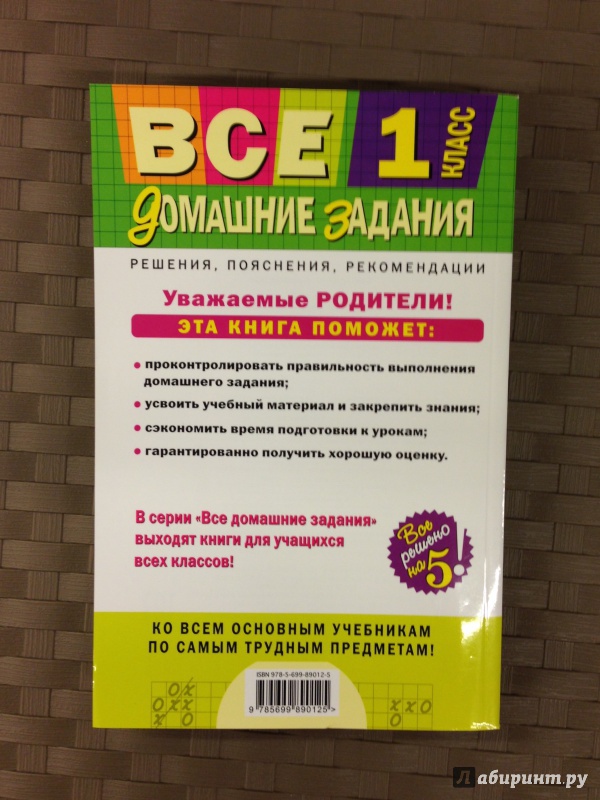 ВСЕ 1 КЛАСС
ДОМАШНИЕ ЗАДАНИЯ
РЕШЕНИЯ, ПОЯСНЕНИЯ, РЕКОМЕНДАЦИИ
Уважаемые РОДИТЕЛИ!
ЭТА КНИГА ПОМОЖЕТ:
• проконтролировать правильность выполнения
домашнего задания;
• усвоить учебный материал и закрепить знания;
• сэкономить время подготовки к урокам;
• гарантированно получить хорошую оценку.
В серии «Все домашние задания»
выходят книги для учащихся
всех классов!
Все
решено
на 5!
КО ВСЕМ ОСНОВНЫМ УЧЕБНИКАМ
ПО САМЫМ ТРУДНЫМ ПРЕДМЕТАМ!
ISBN 978-5-699-89012-5
9 785699 890125 >
Лабиринт.ру